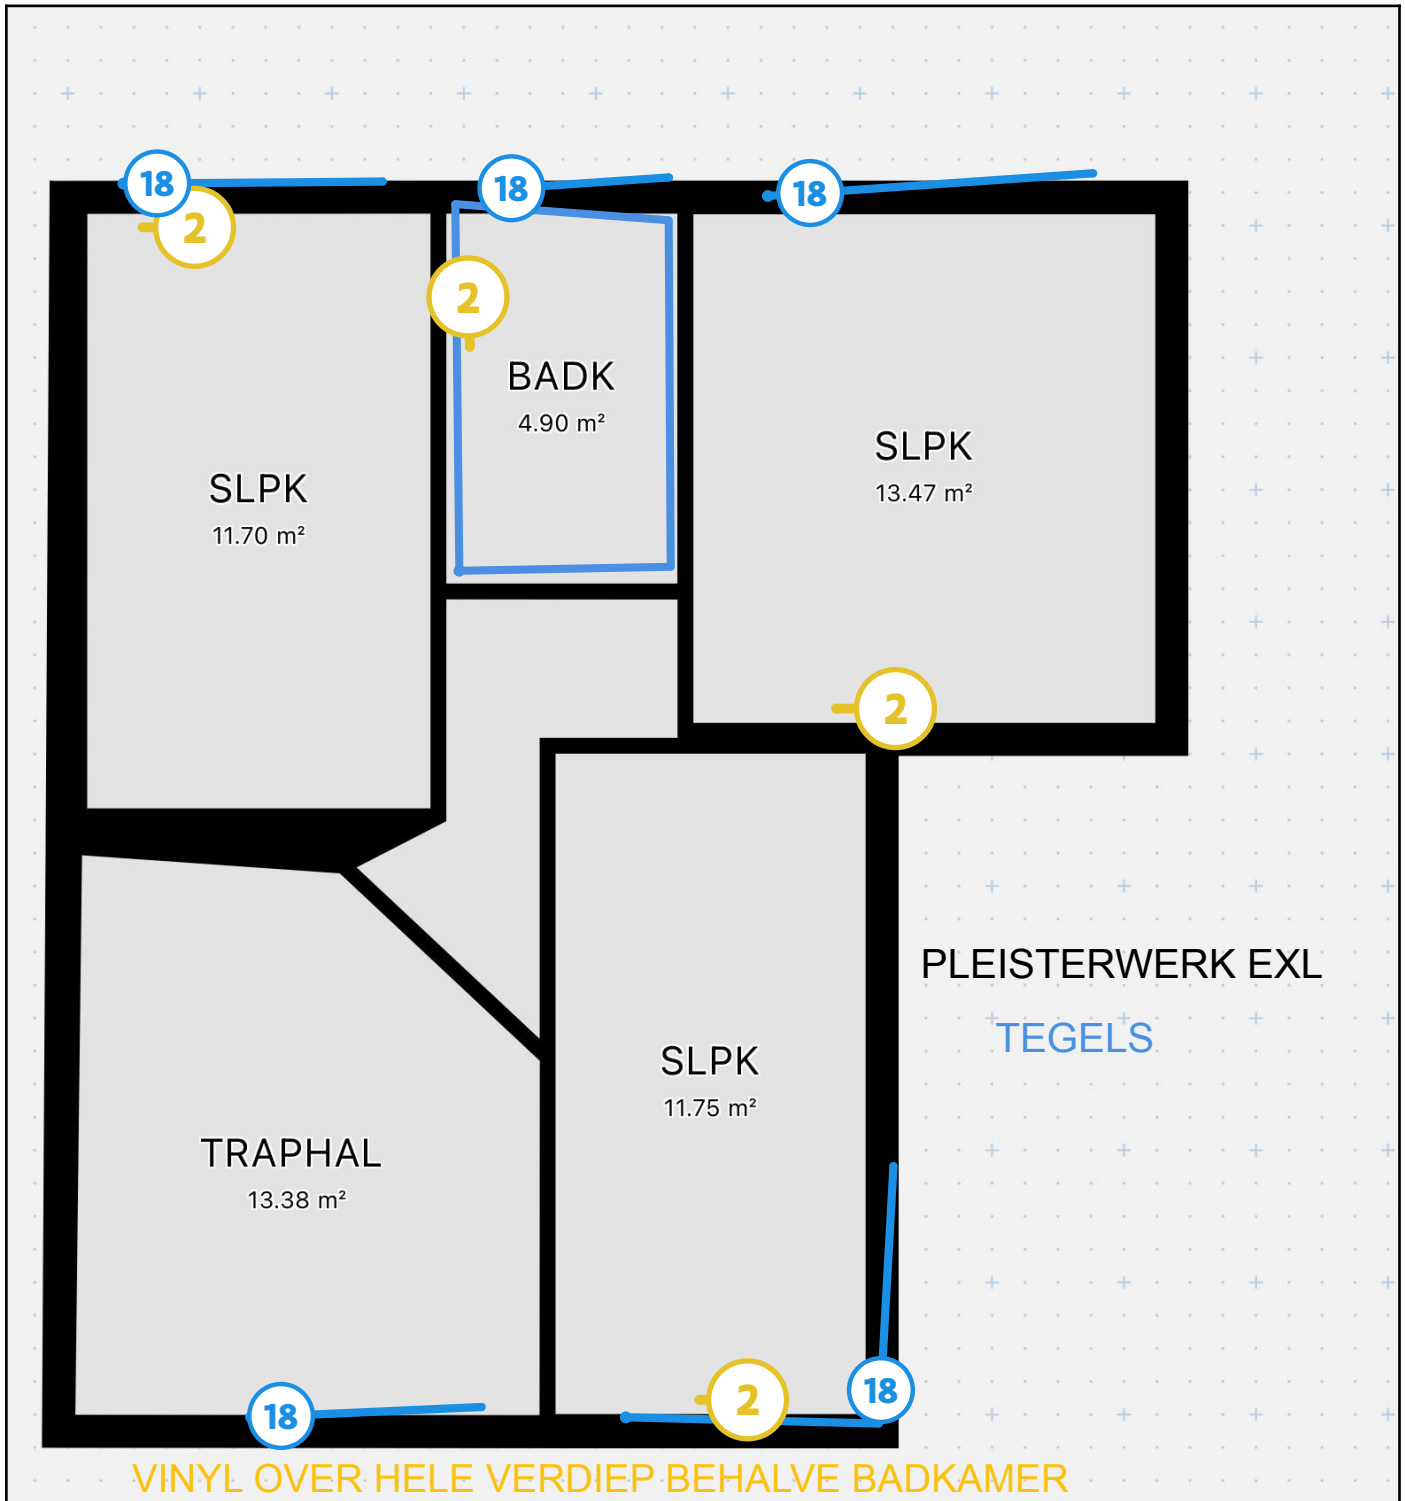 18
18
18
2
2
BADK
4.90 m²
SLPK
13.47 m²
SLPK
11.70 m²
2
PLEISTERWERK EXL
TEGELS
SLPK
11.75 m²
TRAPHAL
13.38 m²
18
2
18
VINYL OVER HELE VERDIEP BEHALVE BADKAMER